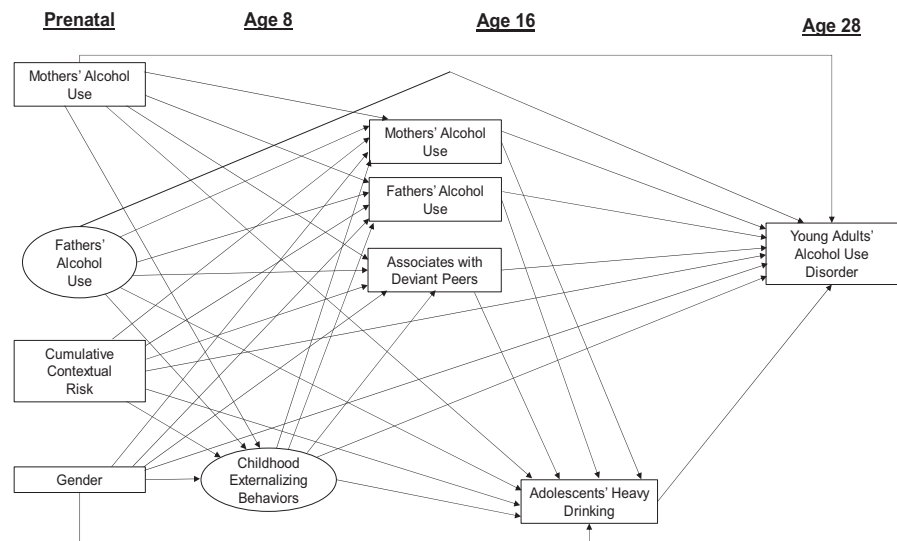 Prenatal
Age 8
Age 16
Age 28
Mothers' Alcohol
Use
Mothers' Alcohol
Use
Fathers' Alcohol
Use
Fathers'
Alcohol
Use
Associates with
Deviant Peers
Young Adults'
Alcohol Use
Disorder
Cumulative
Contextual
Risk
Gender
Childhood
Externalizing
Behaviors
Adolescents' Heavy
Drinking